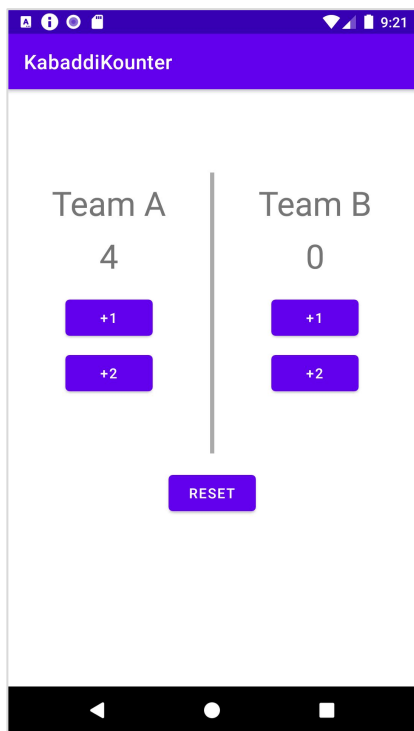 9:21
KabaddiKounter
Team A
4
+1
+2
Team B
0
+1
+2
RESET